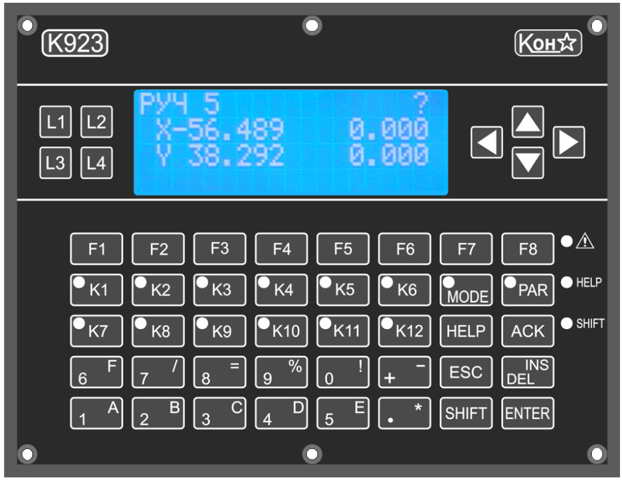 K923 Кон☆
L1 L2
L3 L4
РУЧ 5 ?
X-56.489 0.000
Y 38.292 0.000
F1 F2 F3 F4 F5 F6 F7 F8
K1 K2 K3 K4 K5 K6 MODE PAR HELP
K7 K8 K9 K10 K11 K12 HELP ACK SHIFT
6 F 7 / 8 = 9 % 0 ! + - ESC INS DEL
1 A 2 B 3 C 4 D 5 E . * SHIFT ENTER